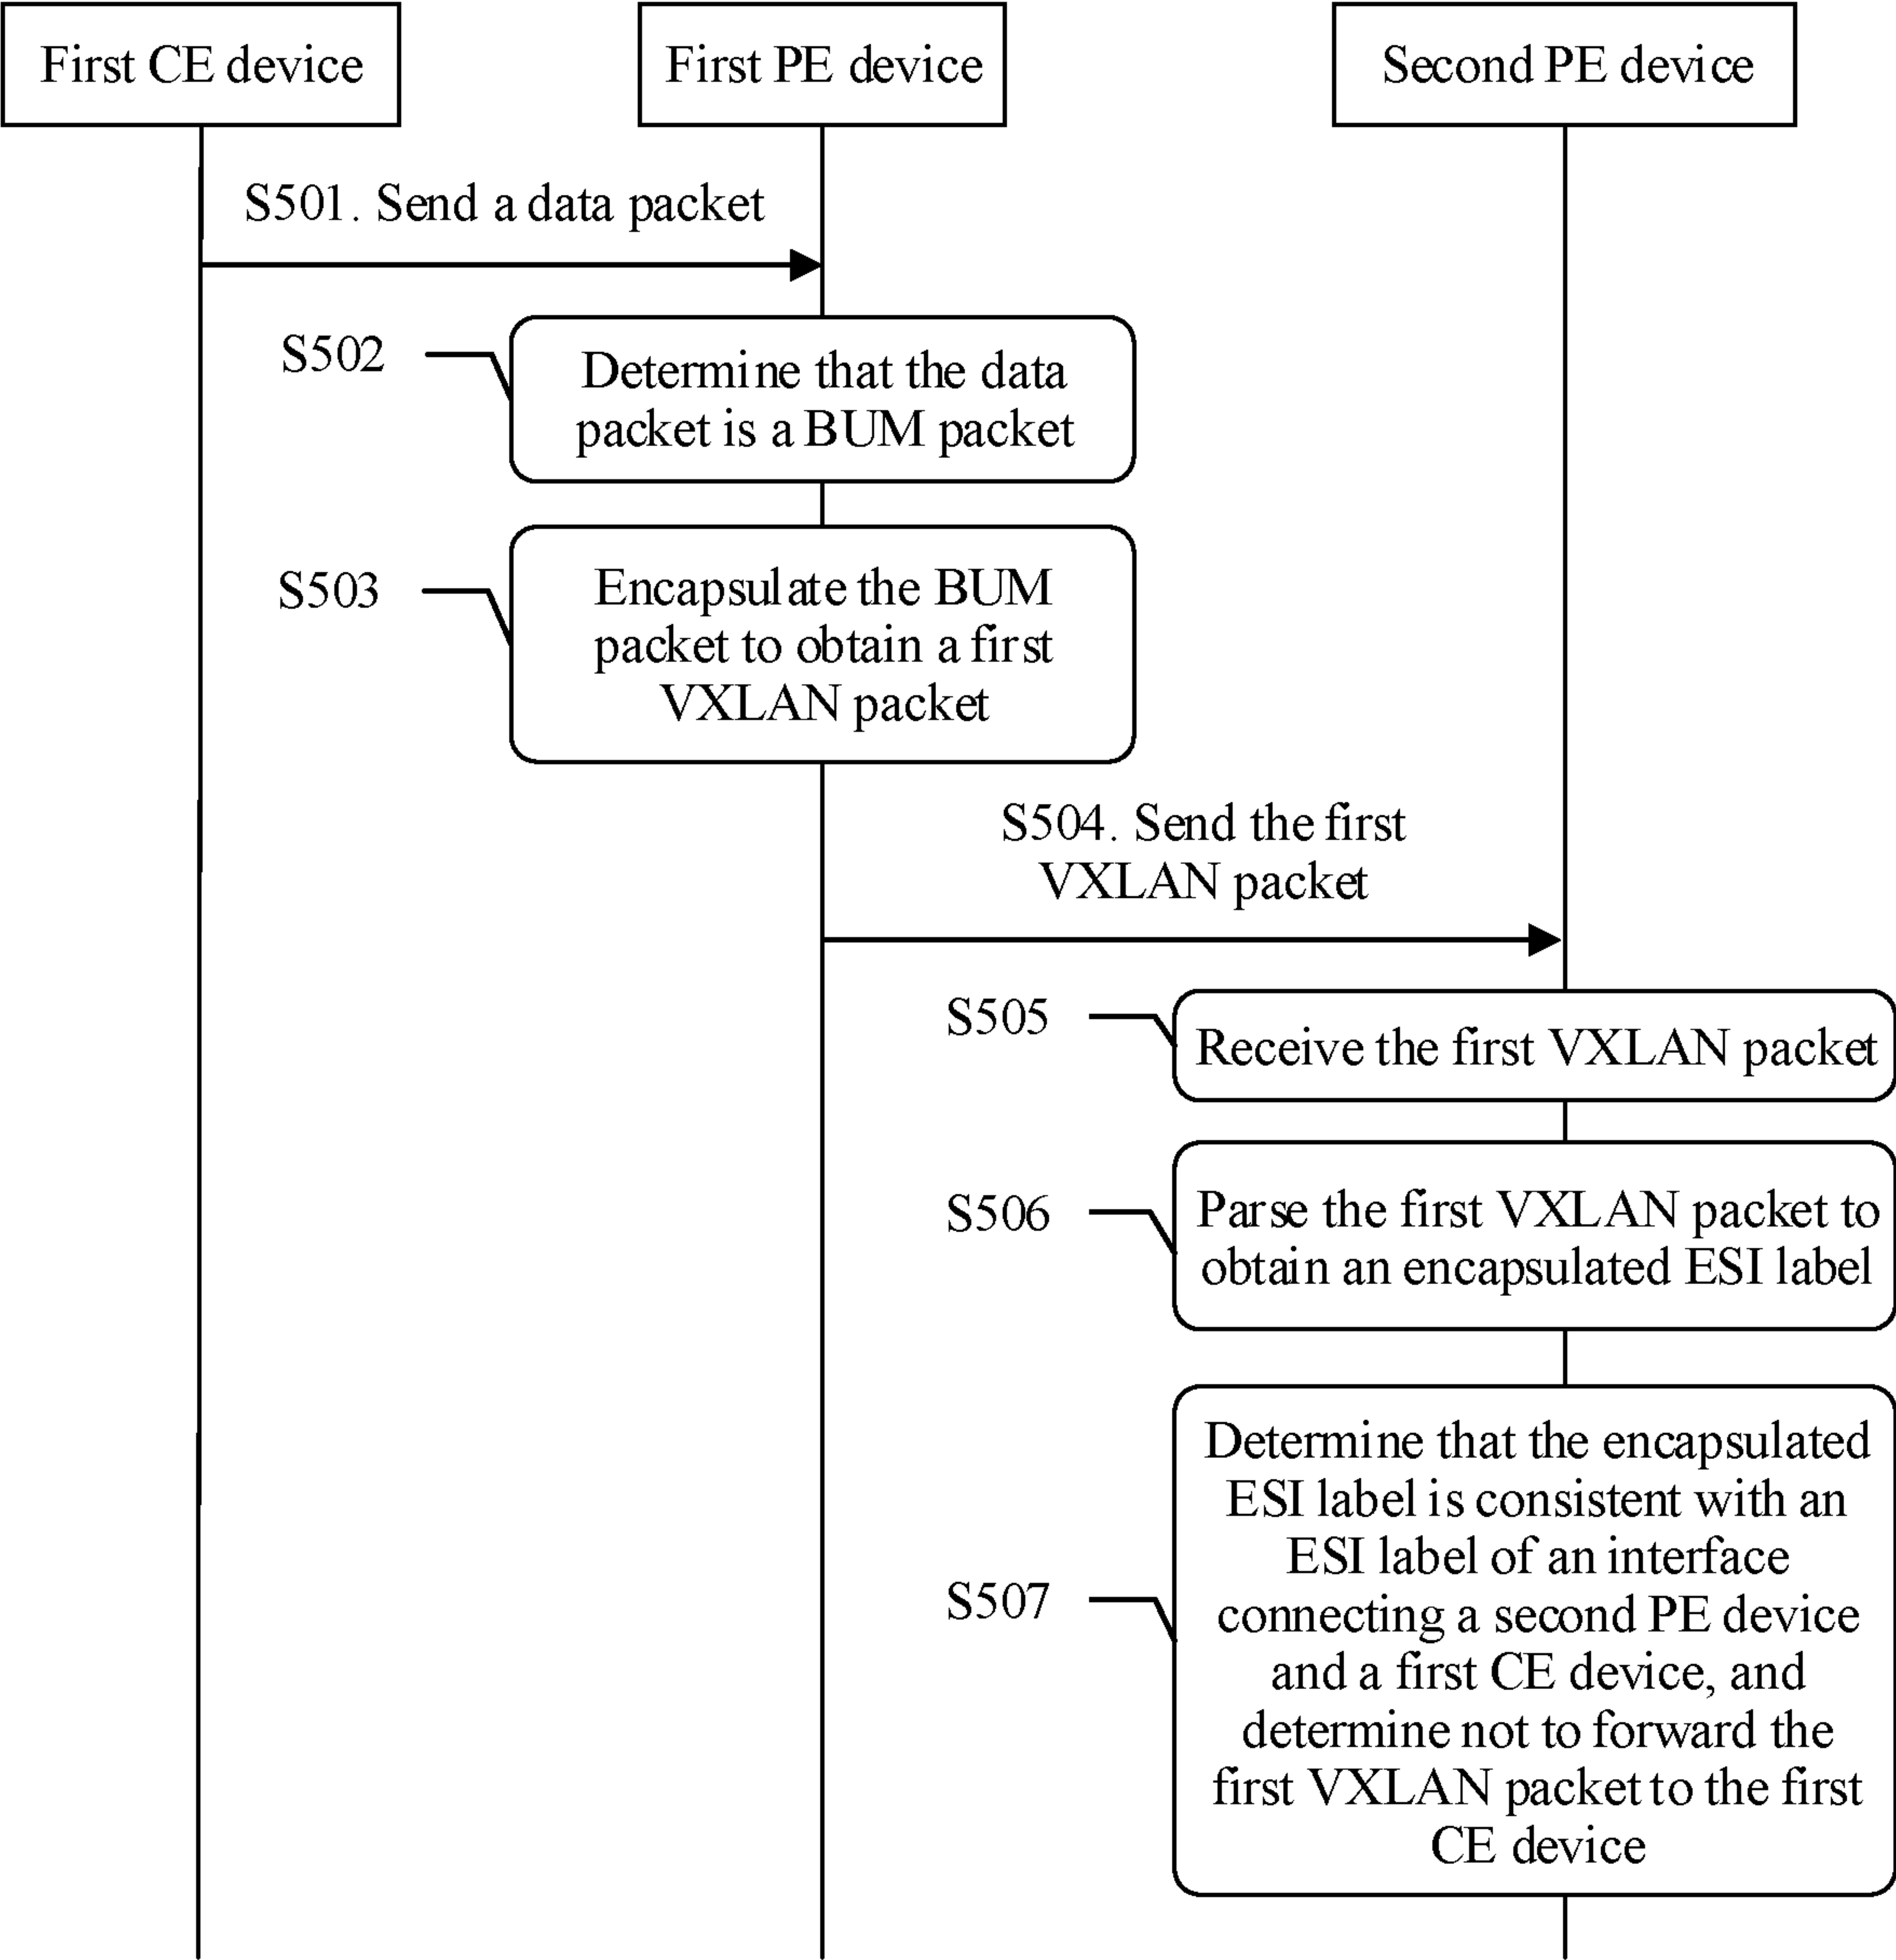 First CE device
First PE device
Second PE device
S501. Send a data packet
S502
Determine that the data
packet is a BUM packet
S503
Encapsulate the BUM
packet to obtain a first
VXLAN packet
S504. Send the first
VXLAN packet
S505
Receive the first VXLAN packet
S506
Parse the first VXLAN packet to
obtain an encapsulated ESI label
S507
Determine that the encapsulated
ESI label is consistent with an
ESI label of an interface
connecting a second PE device
and a first CE device, and
determine not to forward the
first VXLAN packet to the first
CE device